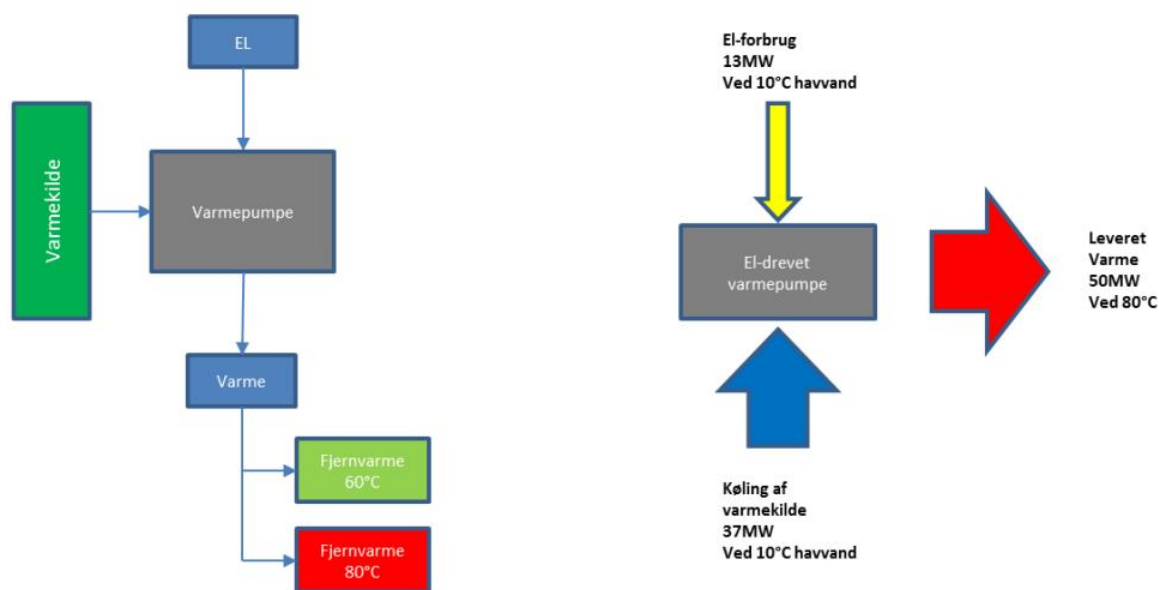 EL
Varmekilde
Varmepumpe
Varme
Fjernvarme
60°C
Fjernvarme
80°C
El-forbrug
13MW
Ved 10°C havvand
El-drevet
varmepumpe
Leveret
Varme
50MW
Ved 80°C
Køling af
varmekilde
37MW
Ved 10°C havvand